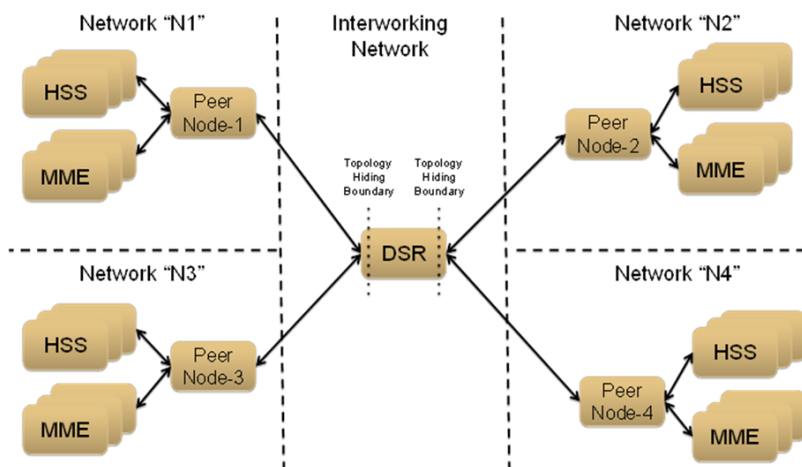 Network “N1”
HSS
MME
Peer
Node-1
Interworking
Network
Network “N2”
HSS
MME
Peer
Node-2
Topology
Hiding
Boundary
Topology
Hiding
Boundary
DSR
Network “N3”
HSS
MME
Peer
Node-3
Network “N4”
HSS
MME
Peer
Node-4